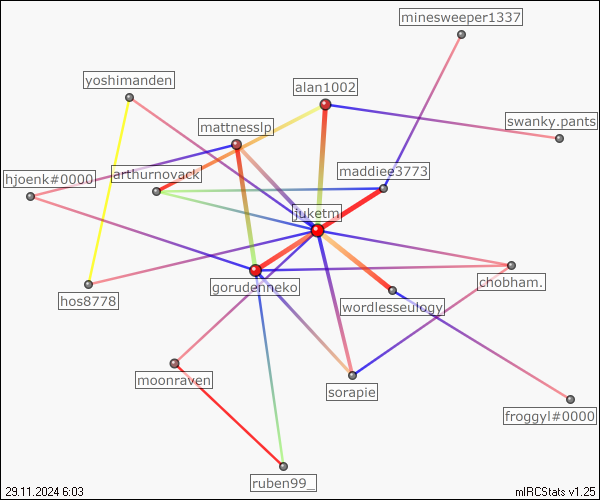 minesweeper1337
yoshimanden
alan1002
swanky.pants
mattnesslp
arthurnovack
maddiee3773
hjoenk#0000
juketm
gorudenneko
chobham.
hos8778
wordlesseulogy
moonraven
sorapie
froggyl#0000
ruben99_
29.11.2024 6:03
mIRCStats v1.25